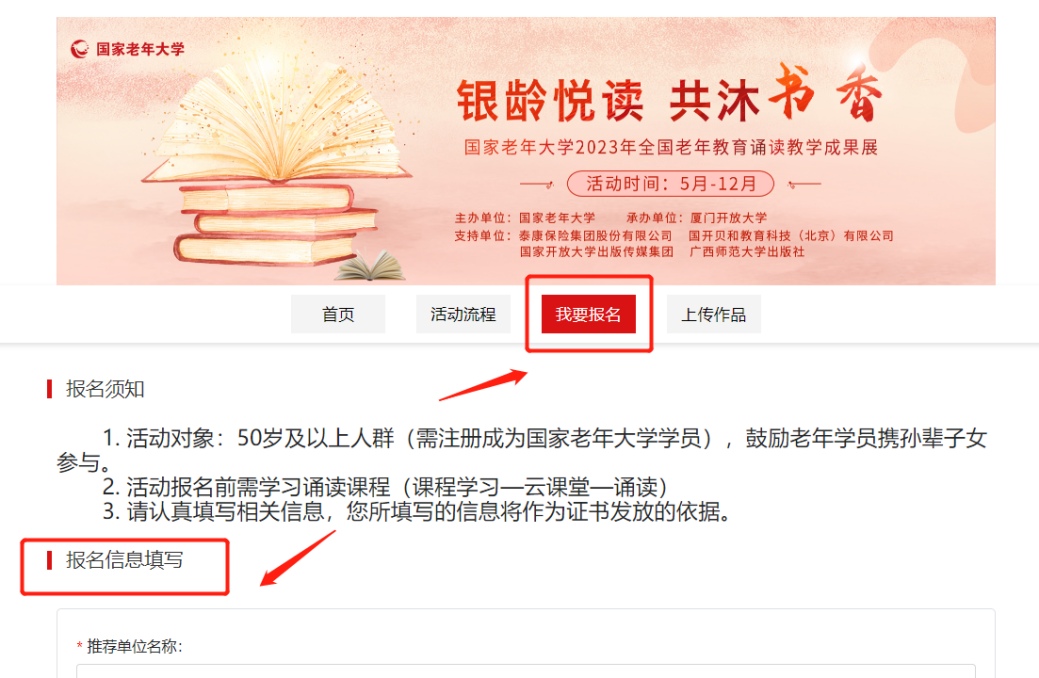 国家老年大学
银龄悦读 共沐书香
国家老年大学2023年全国老年教育诵读教学成果展
活动时间：5月-12月
主办单位：国家老年大学 承办单位：厦门开放大学
支持单位：泰康保险集团股份有限公司 国开贝和教育科技（北京）有限公司
国家开放大学出版传媒集团 广西师范大学出版社
首页 活动流程 我要报名 上传作品
报名须知
1. 活动对象：50岁及以上人群（需注册成为国家老年大学学员），鼓励老年学员携孙辈子女
参与。
2. 活动报名前需学习诵读课程（课程学习—云课堂—诵读）
3. 请认真填写相关信息，您所填写的信息将作为证书发放的依据。
报名信息填写
* 推荐单位名称：